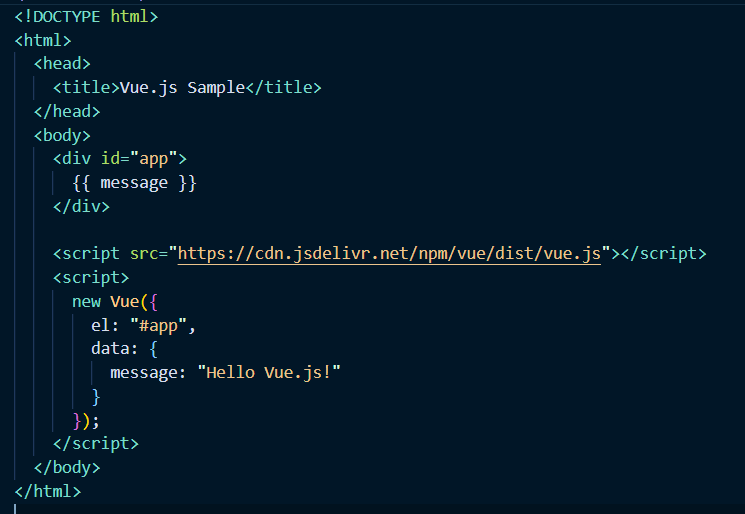 <!DOCTYPE html>
<html>
<head>
<title>Vue.js Sample</title>
</head>
<body>
<div id="app">
{{ message }}
</div>
<script src="https://cdn.jsdelivr.net/npm/vue/dist/vue.js"></script>
<script>
new Vue({
el: "#app",
data: {
message: "Hello Vue.js!"
}
});
</script>
</body>
</html>